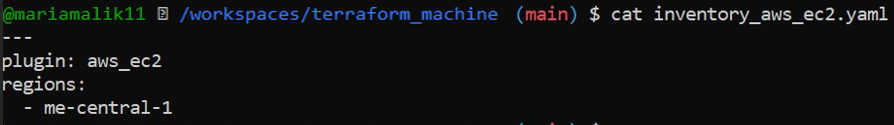 @mariamalik11 /workspaces/terraform_machine (main) $ cat inventory_aws_ec2.yaml
---
plugin: aws_ec2
regions:
  - me-central-1